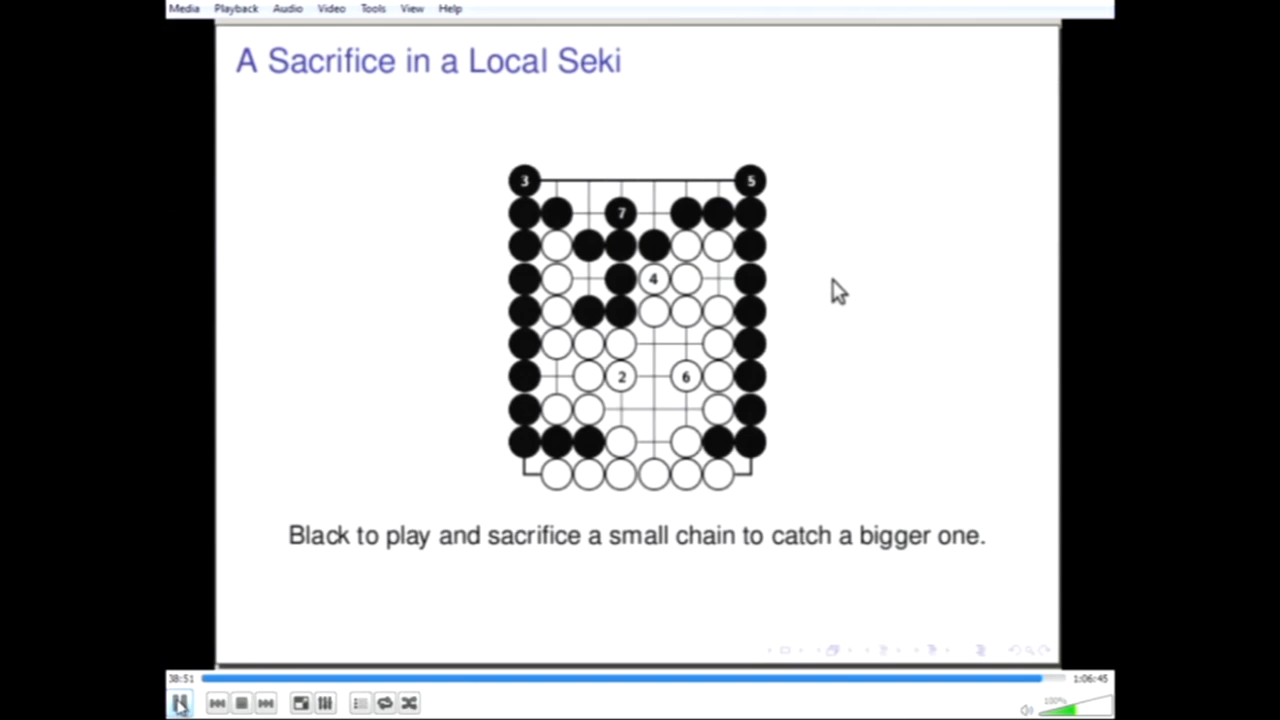 Media Playback Audio Video Tools View Help
A Sacrifice in a Local Seki
3 5
7
4
2 6
Black to play and sacrifice a small chain to catch a bigger one.
38:51 1:06:45
100%